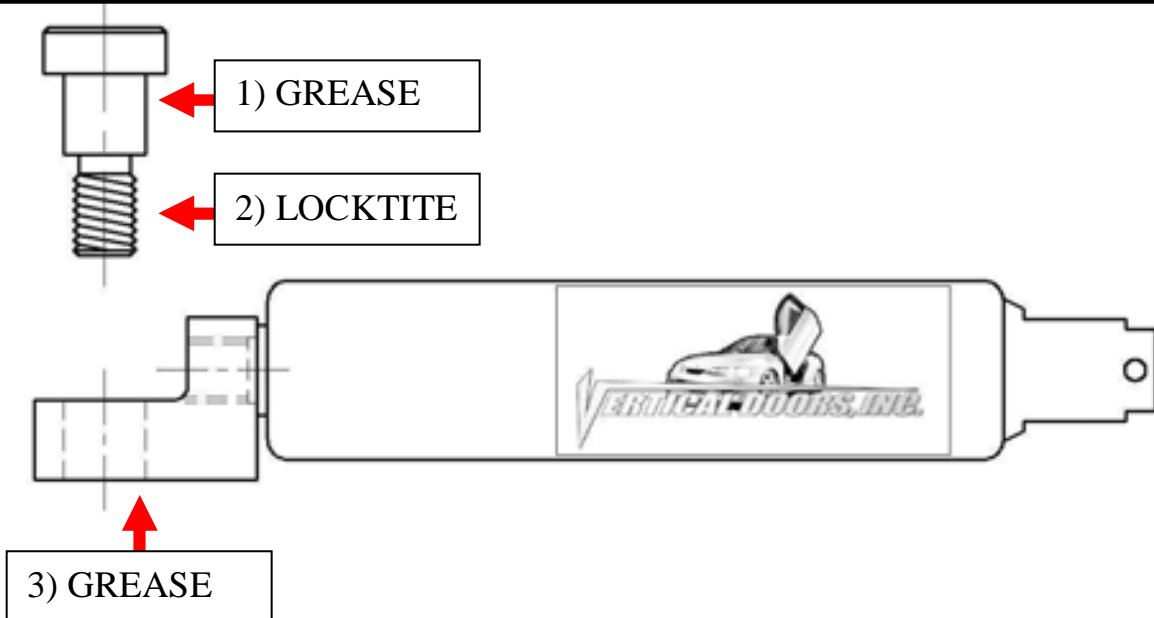 1) GREASE
2) LOCKTITE
VERTICAL DOORS, INC.
3) GREASE